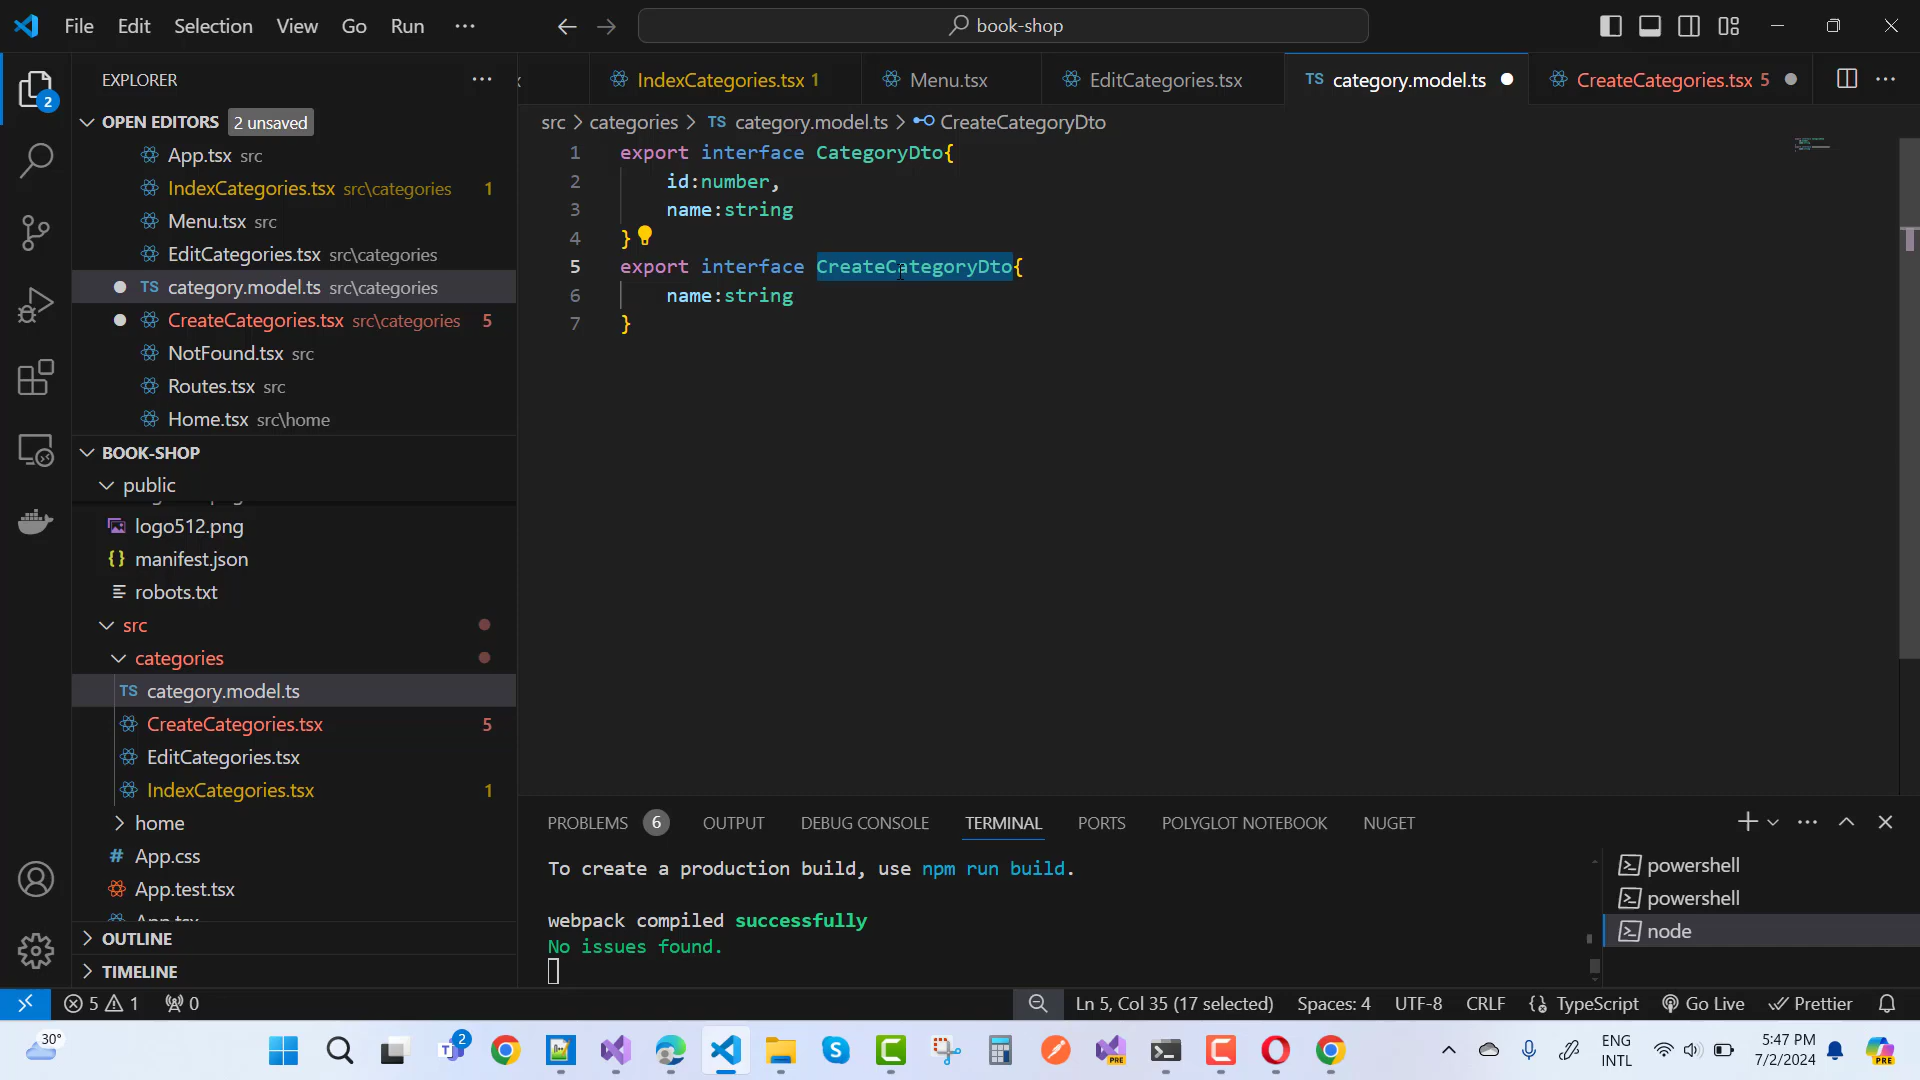 File Edit Selection View Go Run ··· book-shop
EXPLORER
OPEN EDITORS 2 unsaved
App.tsx src
IndexCategories.tsx src\categories 1
Menu.tsx src
EditCategories.tsx src\categories
TS category.model.ts src\categories
CreateCategories.tsx src\categories 5
NotFound.tsx src
Routes.tsx src
Home.tsx src\home
BOOK-SHOP
public
logo512.png
{} manifest.json
robots.txt
src
categories
TS category.model.ts
CreateCategories.tsx 5
EditCategories.tsx
IndexCategories.tsx 1
home
# App.css
App.test.tsx
App.tsx
OUTLINE
TIMELINE
2
IndexCategories.tsx 1 Menu.tsx EditCategories.tsx TS category.model.ts CreateCategories.tsx 5
src > categories > TS category.model.ts > CreateCategoryDto
1 export interface CategoryDto{
2 id:number,
3 name:string
4 }
5 export interface CreateCategoryDto{
6 name:string
7 }
PROBLEMS 6 OUTPUT DEBUG CONSOLE TERMINAL PORTS POLYGLOT NOTEBOOK NUGET
To create a production build, use npm run build.
webpack compiled successfully
No issues found.
powershell
powershell
node
5 1 0 Ln 5, Col 35 (17 selected) Spaces: 4 UTF-8 CRLF {} TypeScript Go Live Prettier
30° 2 ENG 5:47 PM
INTL 7/2/2024
PRE PRE